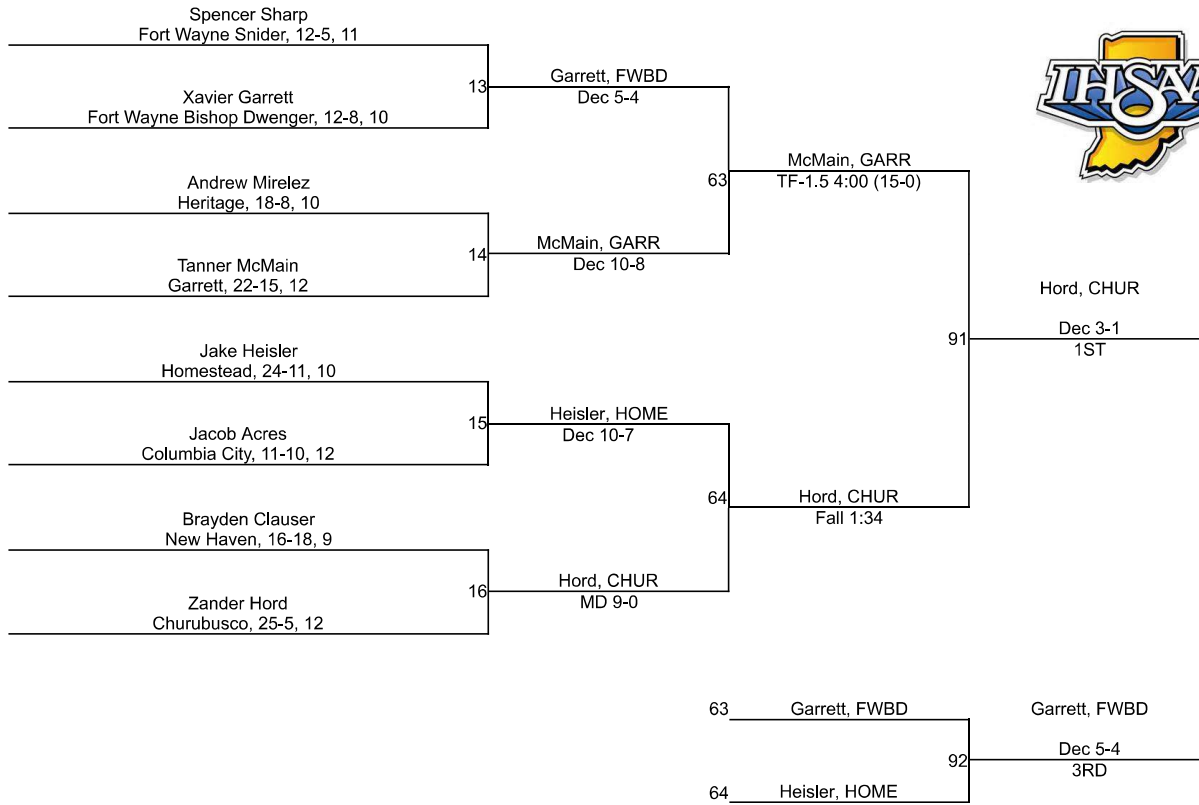 Spencer Sharp
Fort Wayne Snider, 12-5, 11
Xavier Garrett
Fort Wayne Bishop Dwenger, 12-8, 10
13
Garrett, FWBD
Dec 5-4
Andrew Mirelez
Heritage, 18-8, 10
Tanner McMain
Garrett, 22-15, 12
14
McMain, GARR
Dec 10-8
63
McMain, GARR
TF-1.5 4:00 (15-0)
Jake Heisler
Homestead, 24-11, 10
Jacob Acres
Columbia City, 11-10, 12
15
Heisler, HOME
Dec 10-7
Brayden Clauser
New Haven, 16-18, 9
Zander Hord
Churubusco, 25-5, 12
16
Hord, CHUR
MD 9-0
64
Hord, CHUR
Fall 1:34
91
Hord, CHUR
Dec 3-1
1ST
IHSAA
63
Garrett, FWBD
64
Heisler, HOME
92
Garrett, FWBD
Dec 5-4
3RD